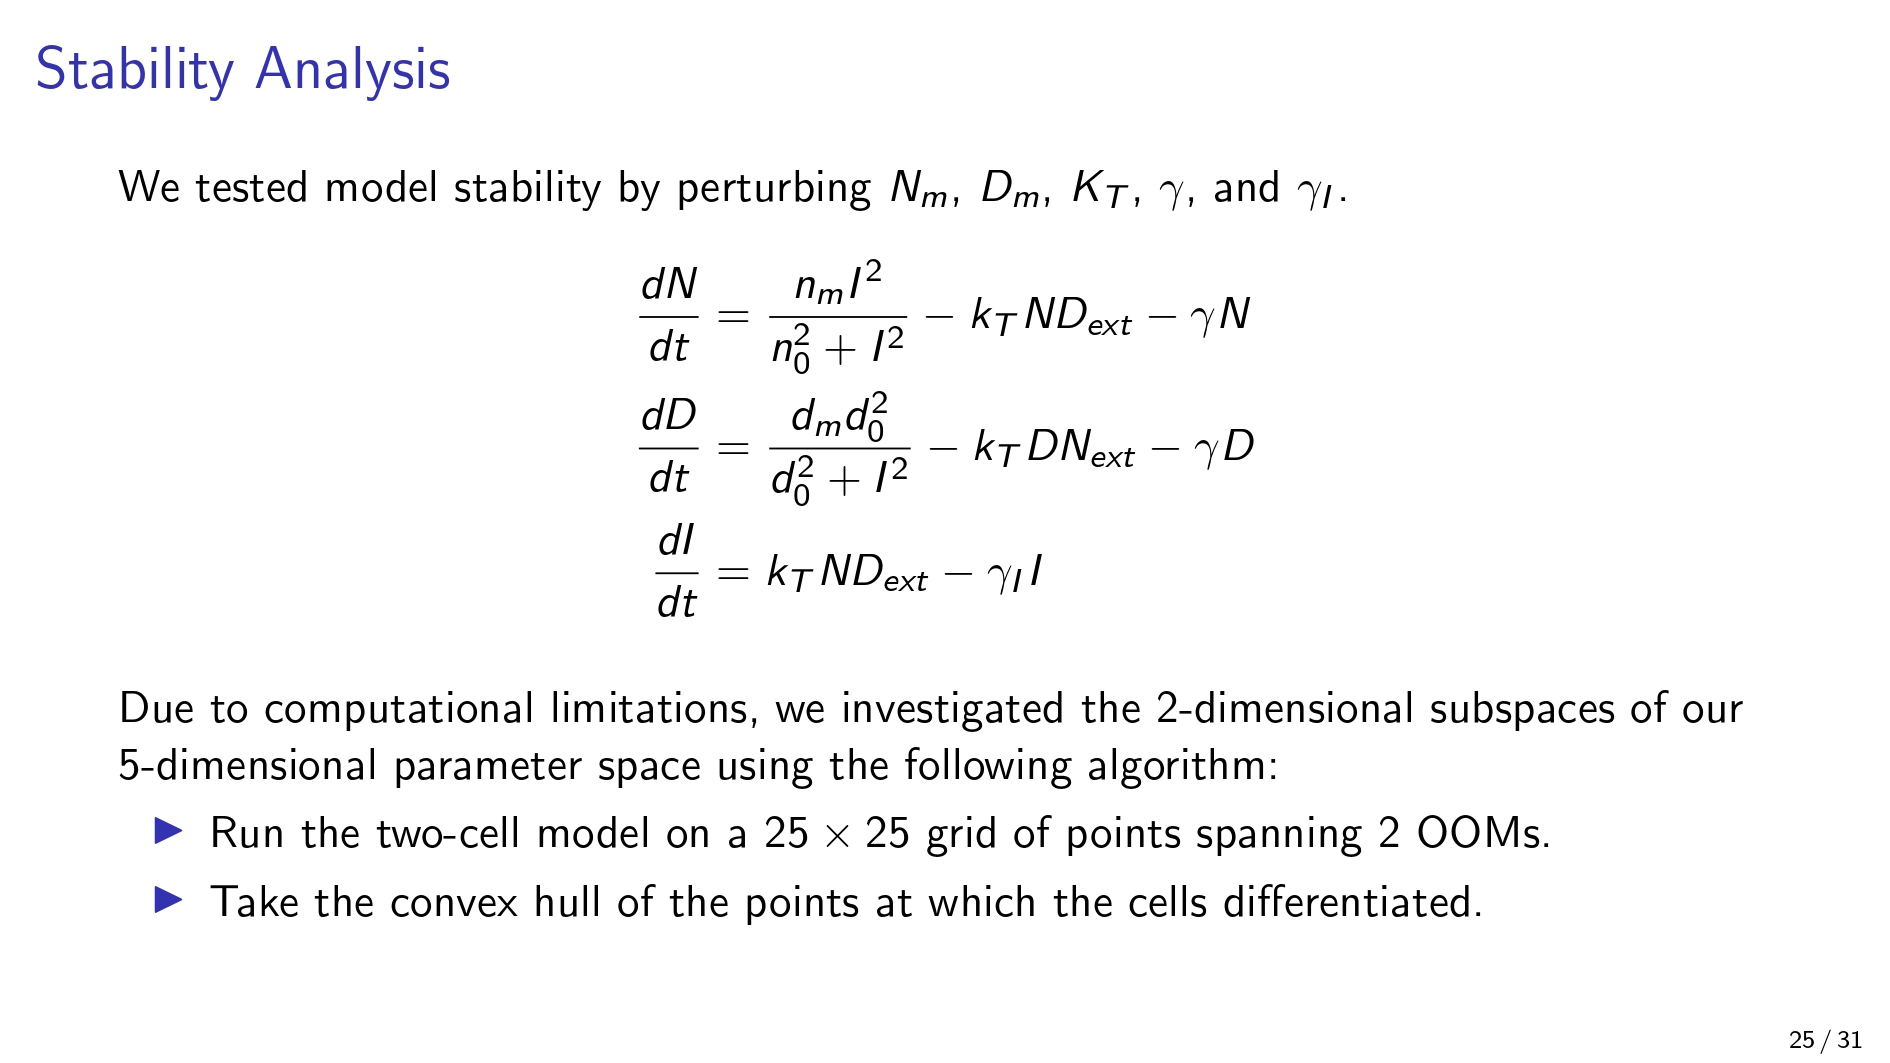 Stability Analysis
We tested model stability by perturbing $N_m$, $D_m$, $K_T$, $\gamma$, and $\gamma_I$.
$\frac{dN}{dt} = \frac{n_m I^2}{n_0^2 + I^2} - k_T N D_{ext} - \gamma N$
$\frac{dD}{dt} = \frac{d_m d_0^2}{d_0^2 + I^2} - k_T D N_{ext} - \gamma D$
$\frac{dI}{dt} = k_T N D_{ext} - \gamma_I I$
Due to computational limitations, we investigated the 2-dimensional subspaces of our
5-dimensional parameter space using the following algorithm:
▶ Run the two-cell model on a 25 × 25 grid of points spanning 2 OOMs.
▶ Take the convex hull of the points at which the cells differentiated.
25 / 31